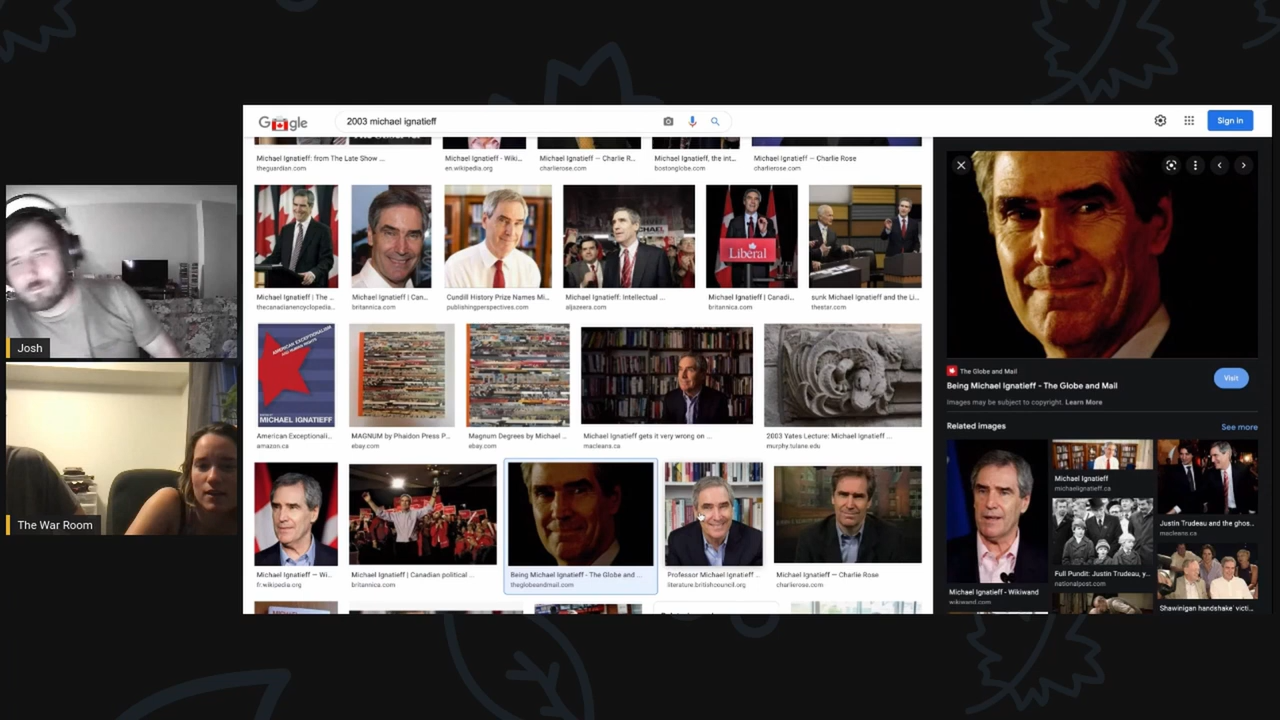 Google
2003 michael ignatieff
Sign in
Michael Ignatieff: from The Late Show ...
theguardian.com
Michael Ignatieff - Wiki...
en.wikipedia.org
Michael Ignatieff — Charlie R...
charlierose.com
Michael Ignatieff, the int...
bostonglobe.com
Michael Ignatieff — Charlie Rose
charlierose.com
MICHAEL
Liberal
Michael Ignatieff | The ...
thecanadianencyclopedia...
Michael Ignatieff | Can...
britannica.com
Cundill History Prize Names Mi...
publishingperspectives.com
Michael Ignatieff: Intellectual ...
aljazeera.com
Michael Ignatieff | Canadi...
britannica.com
sunk Michael Ignatieff and the Li...
thestar.com
AMERICAN EXCEPTIONALISM
AND HUMAN RIGHTS
MICHAEL IGNATIEFF
American Exceptionali...
amazon.ca
MAGNUM by Phaidon Press P...
ebay.com
Magnum Degrees by Michael ...
ebay.com
Michael Ignatieff gets it very wrong on ...
macleans.ca
2003 Yates Lecture: Michael Ignatieff ...
murphy.tulane.edu
Michael Ignatieff — Wi...
fr.wikipedia.org
Michael Ignatieff | Canadian political ...
britannica.com
Being Michael Ignatieff - The Globe and ...
theglobeandmail.com
Professor Michael Ignatieff ...
literature.britishcouncil.org
Michael Ignatieff — Charlie Rose
charlierose.com
The Globe and Mail
Being Michael Ignatieff - The Globe and Mail
Visit
Images may be subject to copyright. Learn More
Related images
See more
Michael Ignatieff - Wikiwand
wikiwand.com
Michael Ignatieff
michaelignatieff.ca
Full Pundit: Justin Trudeau, y...
nationalpost.com
Justin Trudeau and the ghos...
macleans.ca
'Shawinigan handshake' victi...
Josh
The War Room